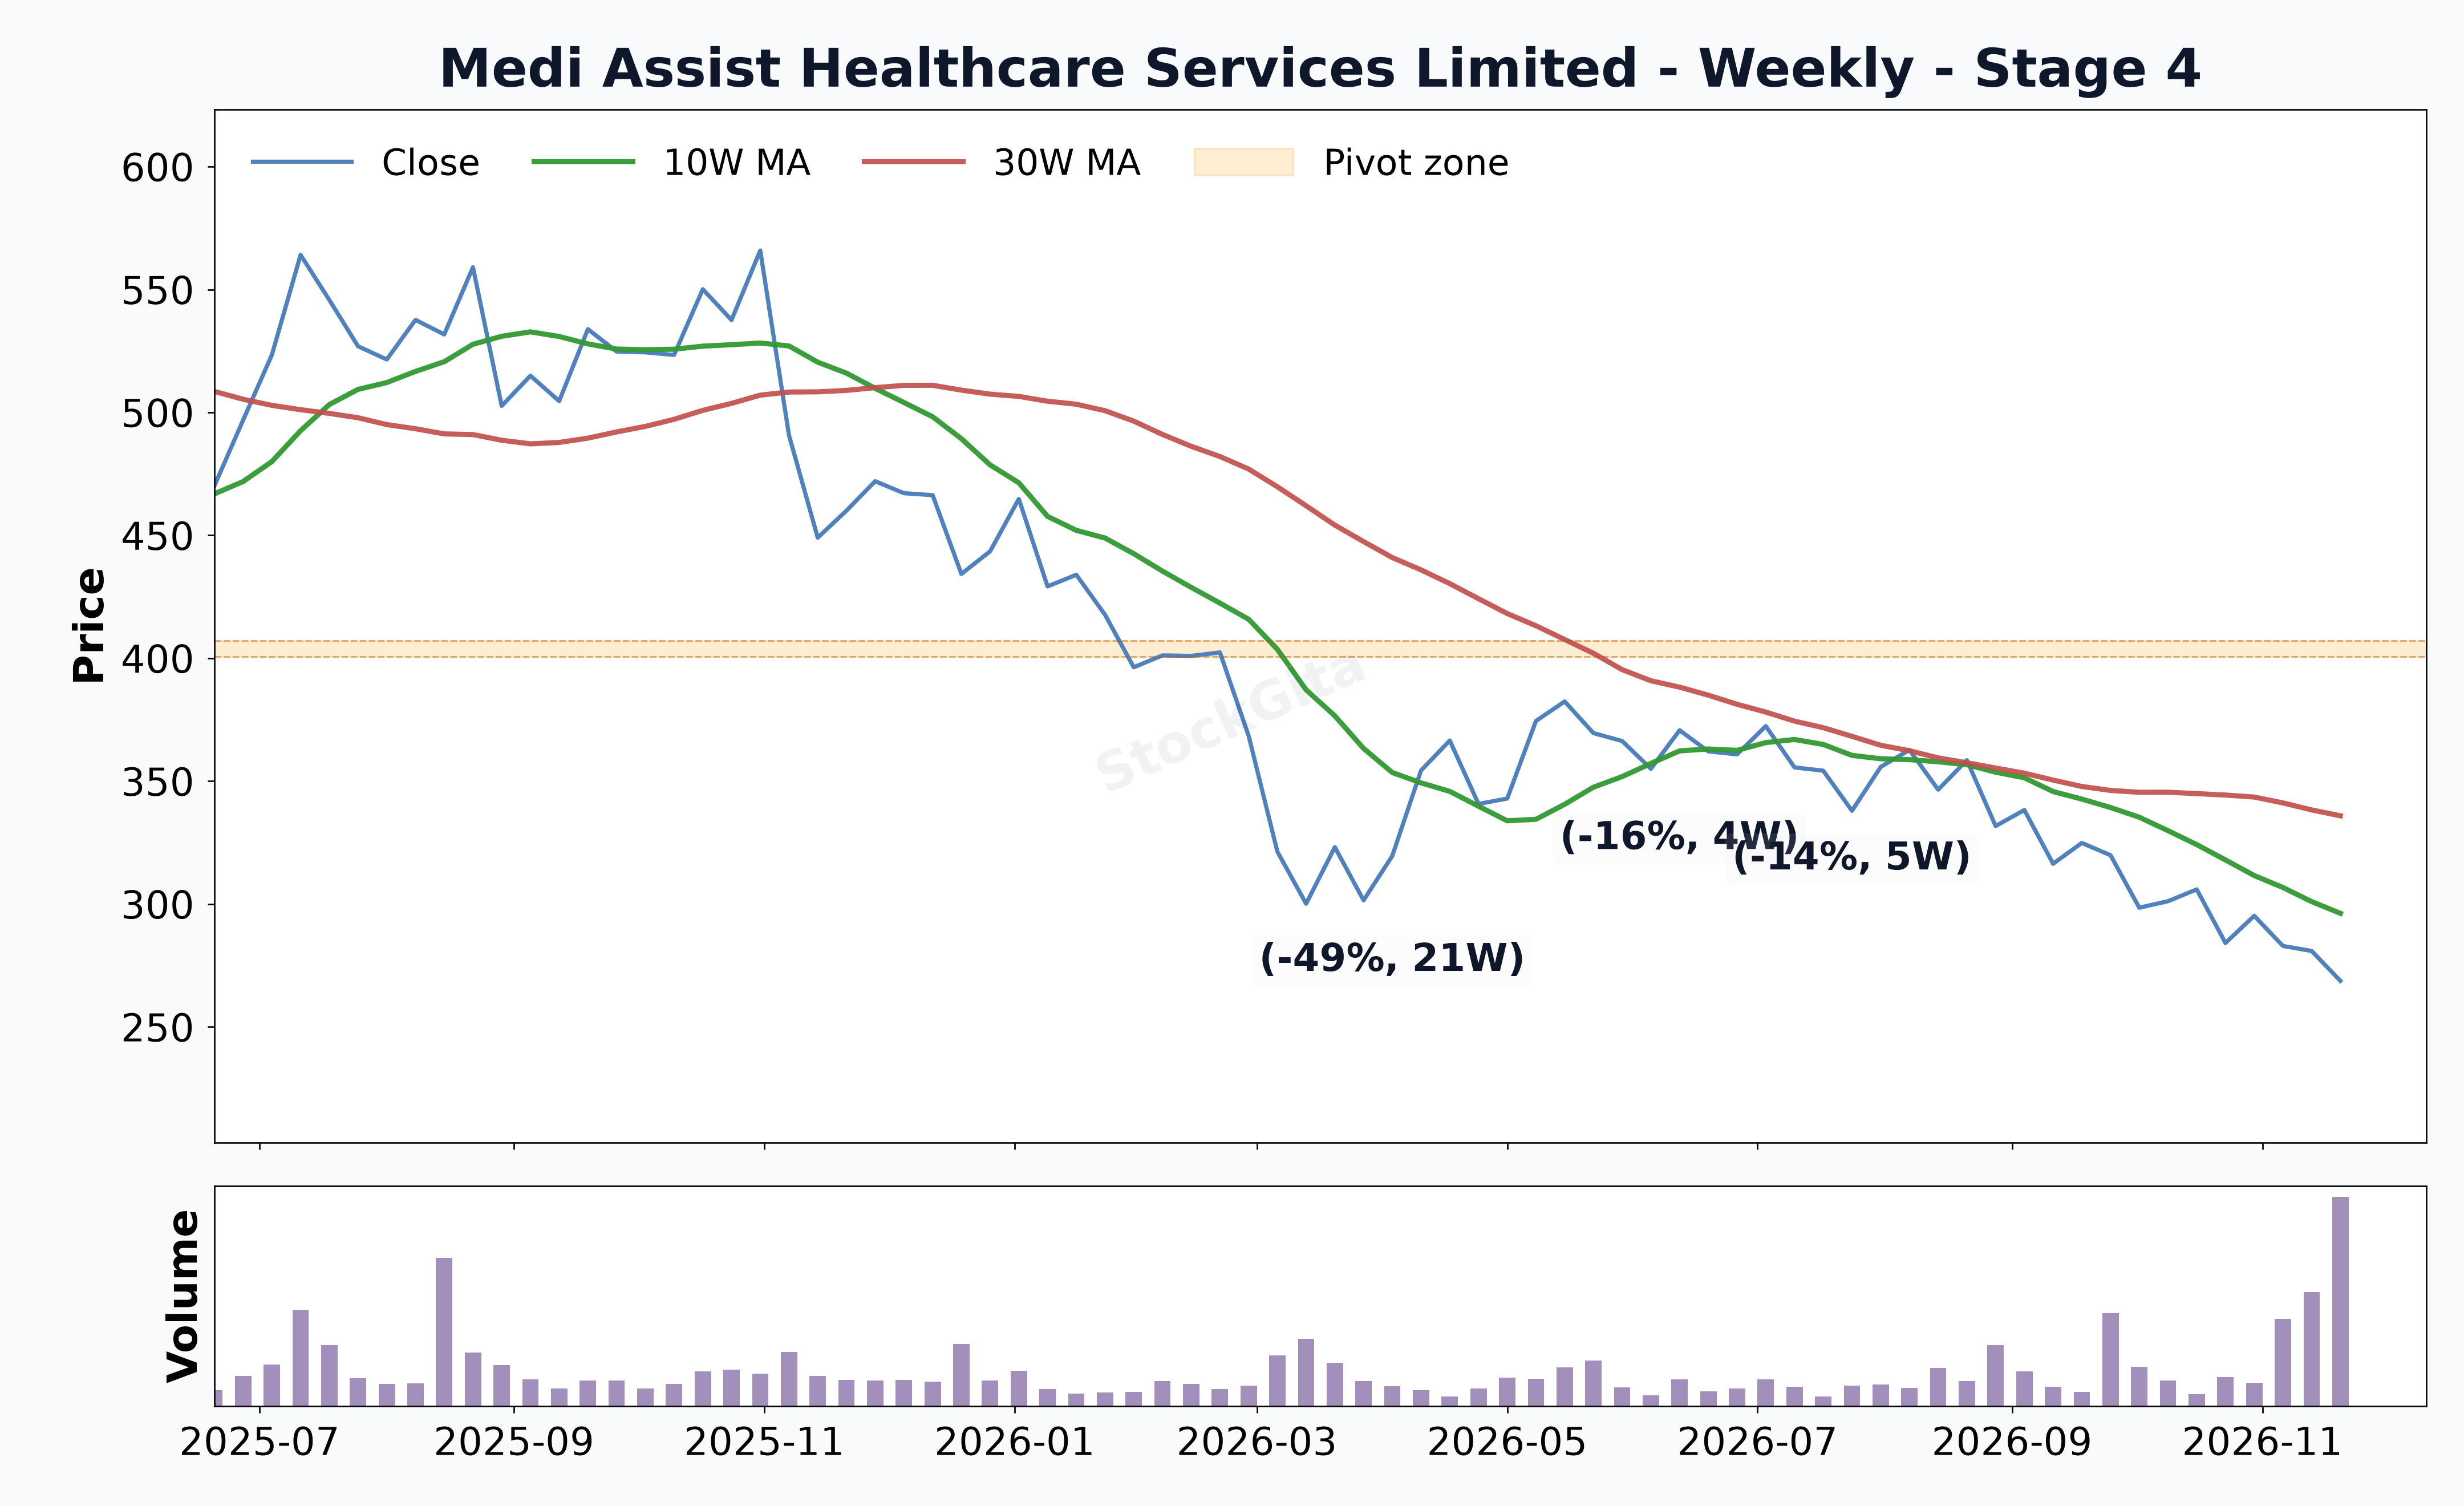 Medi Assist Healthcare Services Limited - Weekly - Stage 4
Close 10W MA 30W MA Pivot zone
600
550
500
450
400
350
300
250
Price
StockGita
(-16%, 4W)
(-14%, 5W)
(-49%, 21W)
Volume
2025-07 2025-09 2025-11 2026-01 2026-03 2026-05 2026-07 2026-09 2026-11